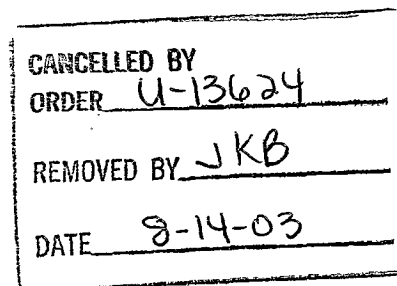 CANCELLED BY
ORDER U-13624
REMOVED BY JKB
DATE 8-14-03